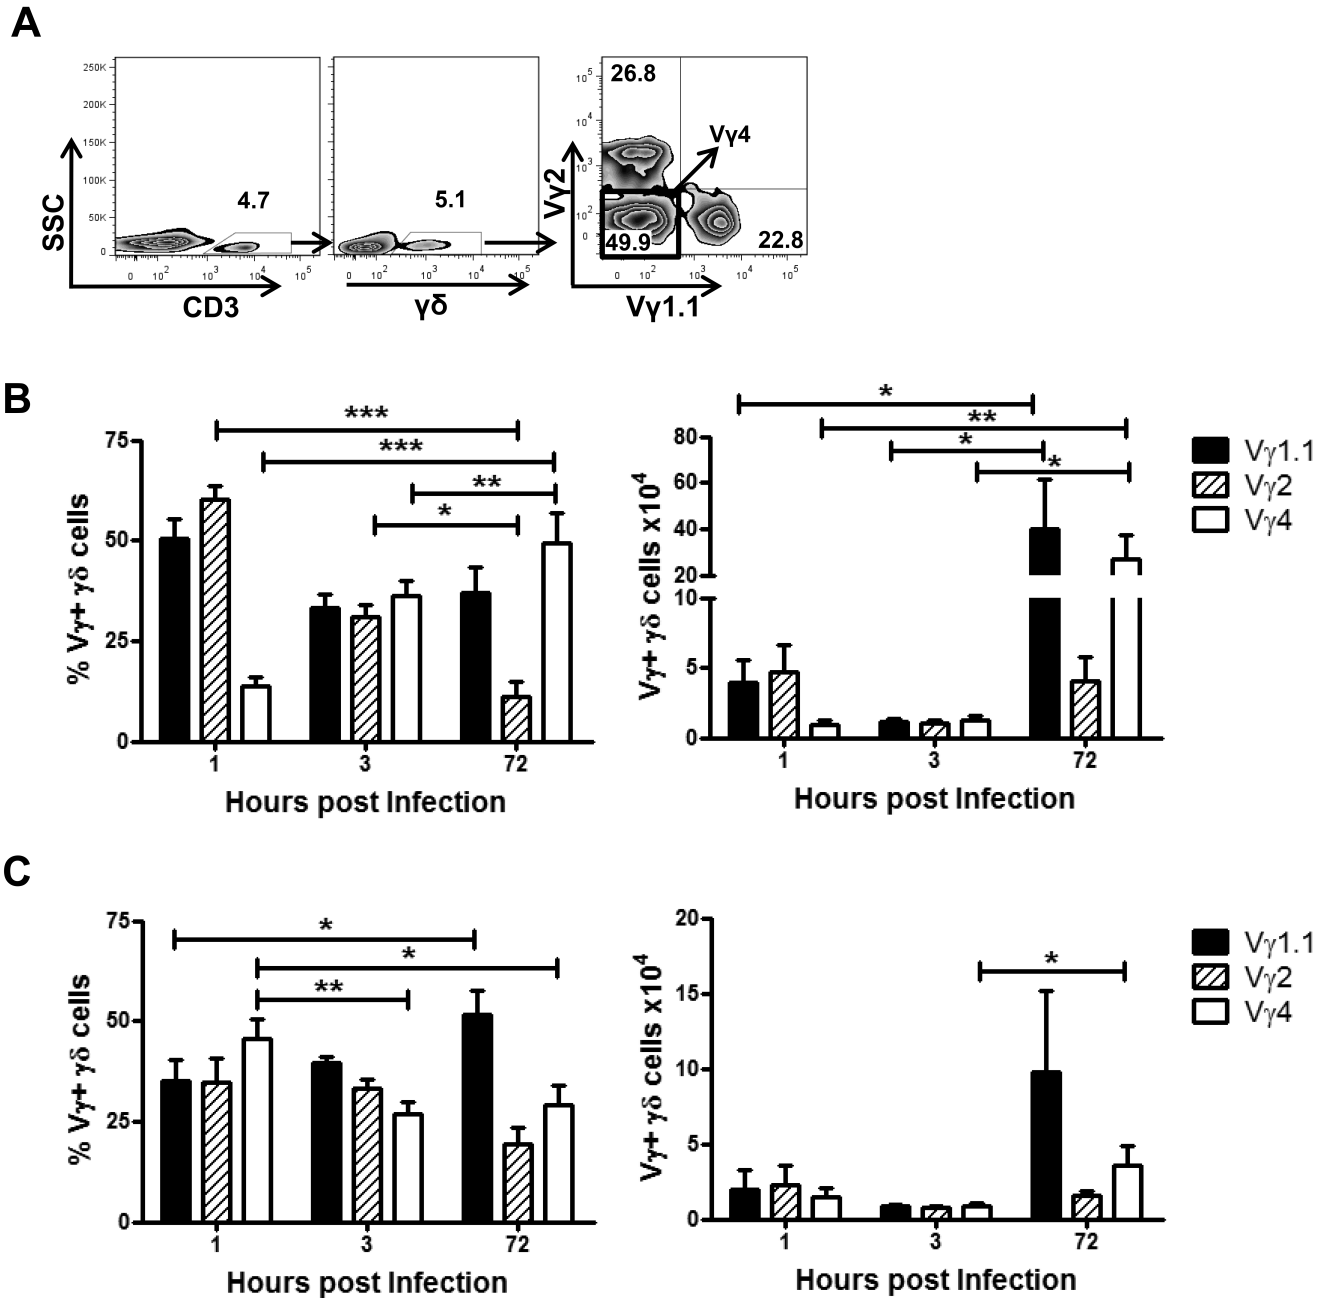 A
250K
200K
150K
100K
50K
0
SSC
4.7
0 10² 10³ 10⁴ 10⁵
CD3
5.1
0 10² 10³ 10⁴ 10⁵
γδ
10⁵
10⁴
10³
10²
0
Vγ2
26.8
Vγ4
49.9
22.8
0 10² 10³ 10⁴ 10⁵
Vγ1.1
B
% Vγ+ γδ cells
75
50
25
0
***
***
**
*
1 3 72
Hours post Infection
Vγ+ γδ cells x10⁴
80
60
40
20
10
5
0
*
**
*
*
1 3 72
Hours post Infection
Vγ1.1
Vγ2
Vγ4
C
% Vγ+ γδ cells
75
50
25
0
*
*
**
1 3 72
Hours post Infection
Vγ+ γδ cells x10⁴
20
15
10
5
0
*
1 3 72
Hours post Infection
Vγ1.1
Vγ2
Vγ4